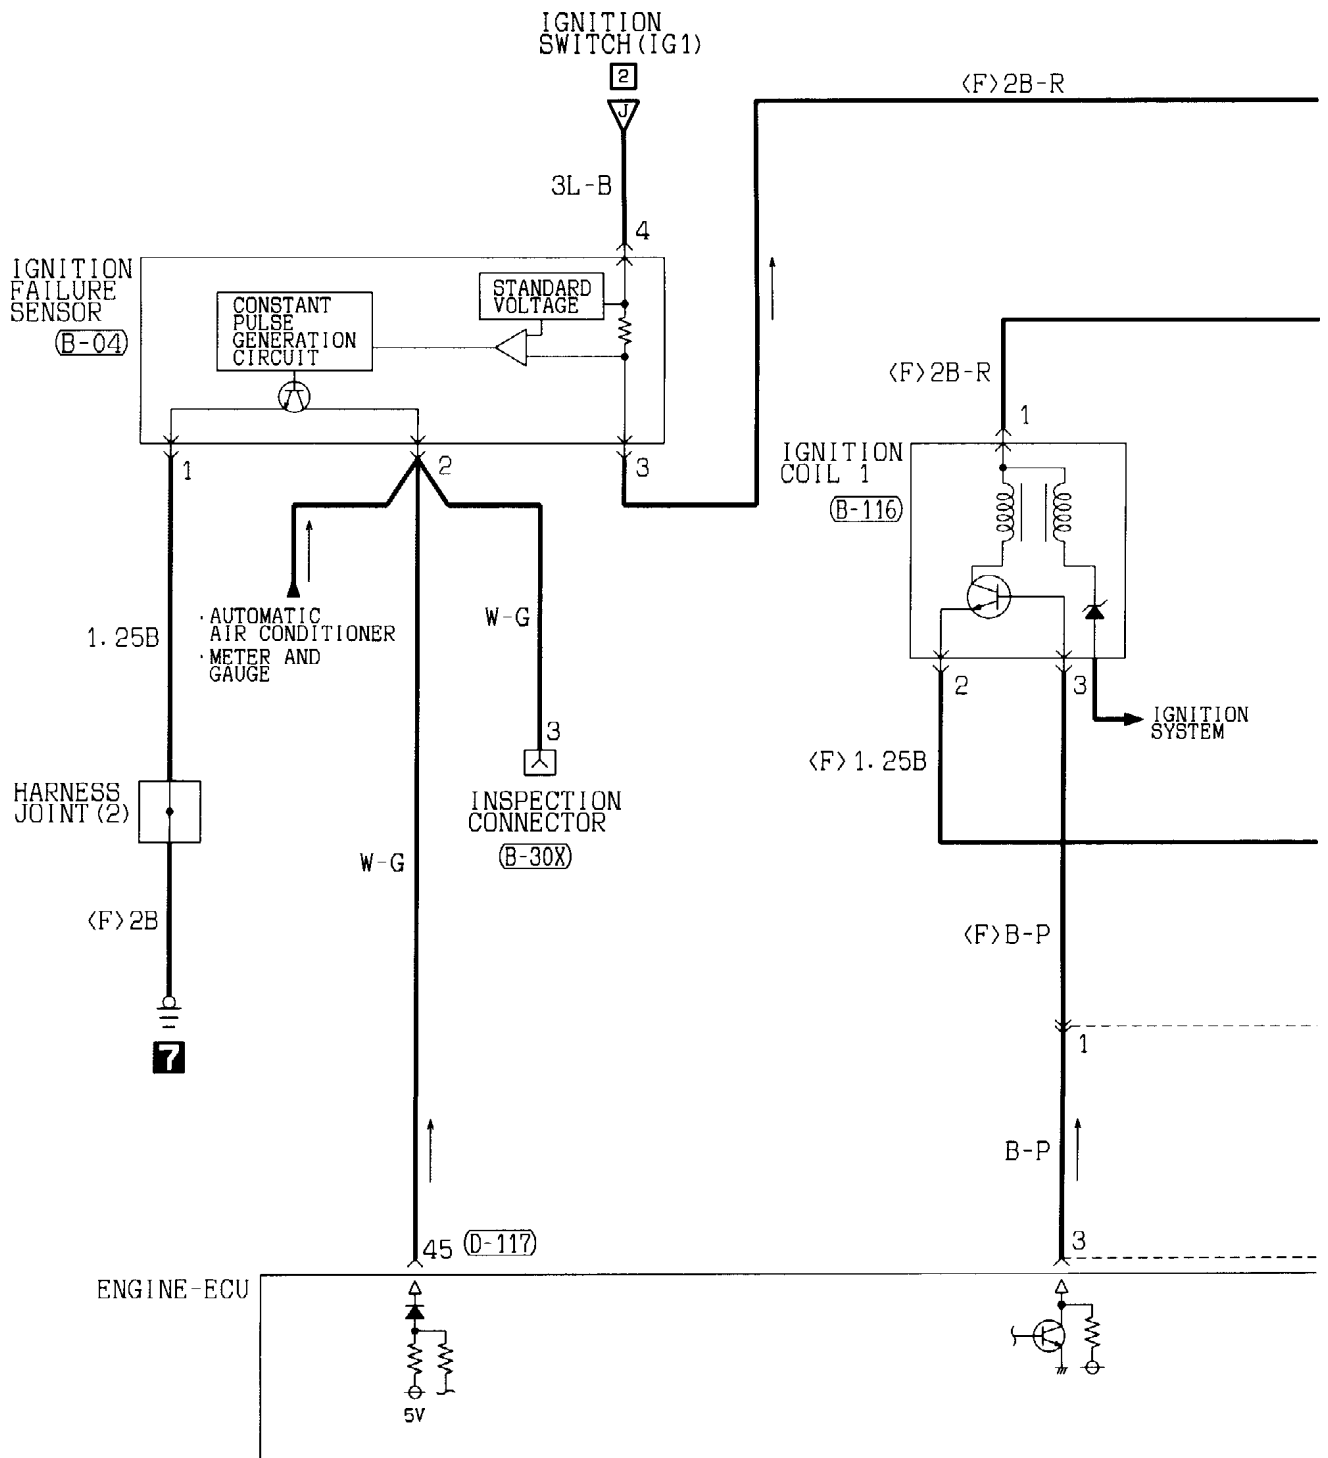 IGNITION
SWITCH(IG1)
2
J
<F>2B-R
3L-B
4
IGNITION
FAILURE
SENSOR
B-04
CONSTANT
PULSE
GENERATION
CIRCUIT
STANDARD
VOLTAGE
<F>2B-R
1
1
2
3
IGNITION
COIL 1
B-116
1.25B
·AUTOMATIC
AIR CONDITIONER
·METER AND
GAUGE
W-G
2
3
IGNITION
SYSTEM
3
<F>1.25B
HARNESS
JOINT(2)
INSPECTION
CONNECTOR
B-30X
W-G
<F>2B
<F>B-P
7
1
B-P
45
D-117
3
ENGINE-ECU
5V